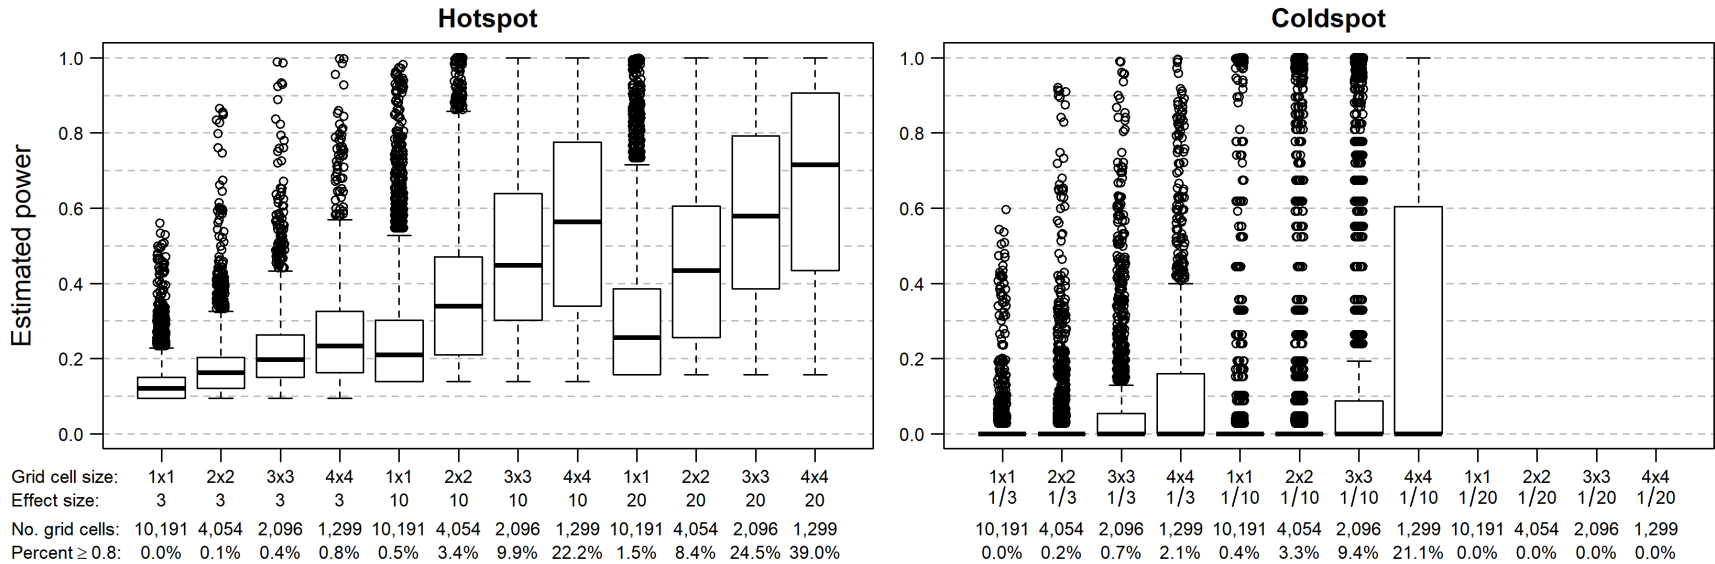 Hotspot
Coldspot
Estimated power
1.0
0.8
0.6
0.4
0.2
0.0
1.0
0.8
0.6
0.4
0.2
0.0
Grid cell size: 1x1 2x2 3x3 4x4 1x1 2x2 3x3 4x4 1x1 2x2 3x3 4x4 1x1 2x2 3x3 4x4 1x1 2x2 3x3 4x4 1x1 2x2 3x3 4x4
Effect size: 3 3 3 3 10 10 10 10 20 20 20 20 1/3 1/3 1/3 1/3 1/10 1/10 1/10 1/10 1/20 1/20 1/20 1/20
No. grid cells: 10,191 4,054 2,096 1,299 10,191 4,054 2,096 1,299 10,191 4,054 2,096 1,299 10,191 4,054 2,096 1,299 10,191 4,054 2,096 1,299 10,191 4,054 2,096 1,299
Percent ≥ 0.8: 0.0% 0.1% 0.4% 0.8% 0.5% 3.4% 9.9% 22.2% 1.5% 8.4% 24.5% 39.0% 0.0% 0.2% 0.7% 2.1% 0.4% 3.3% 9.4% 21.1% 0.0% 0.0% 0.0% 0.0%